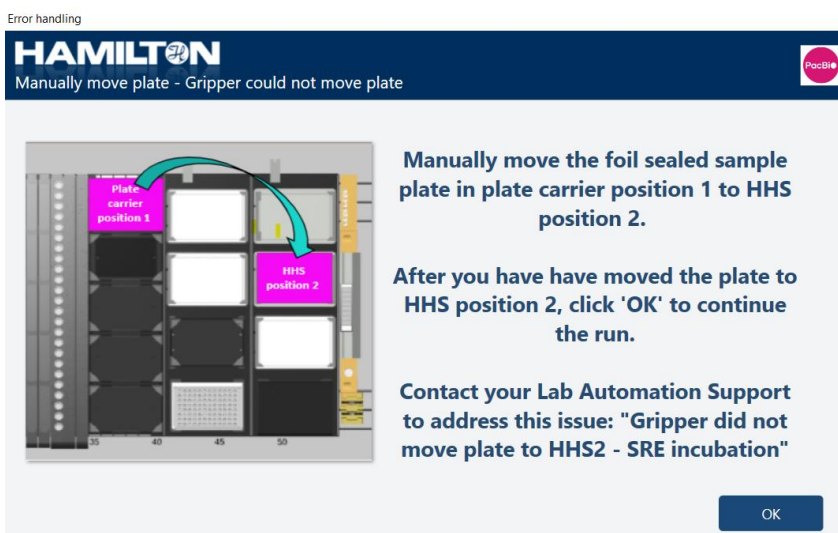 Error handling
HAMILTON
Manually move plate - Gripper could not move plate
PacBio
Plate
carrier
position 1
HHS
position 2
35 40 45 50
Manually move the foil sealed sample
plate in plate carrier position 1 to HHS
position 2.
After you have have moved the plate to
HHS position 2, click 'OK' to continue
the run.
Contact your Lab Automation Support
to address this issue: "Gripper did not
move plate to HHS2 - SRE incubation"
OK